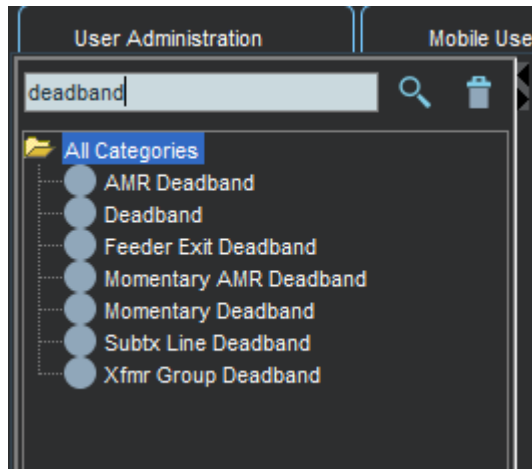 User Administration
Mobile Use
deadband
All Categories
AMR Deadband
Deadband
Feeder Exit Deadband
Momentary AMR Deadband
Momentary Deadband
Subtx Line Deadband
Xfmr Group Deadband